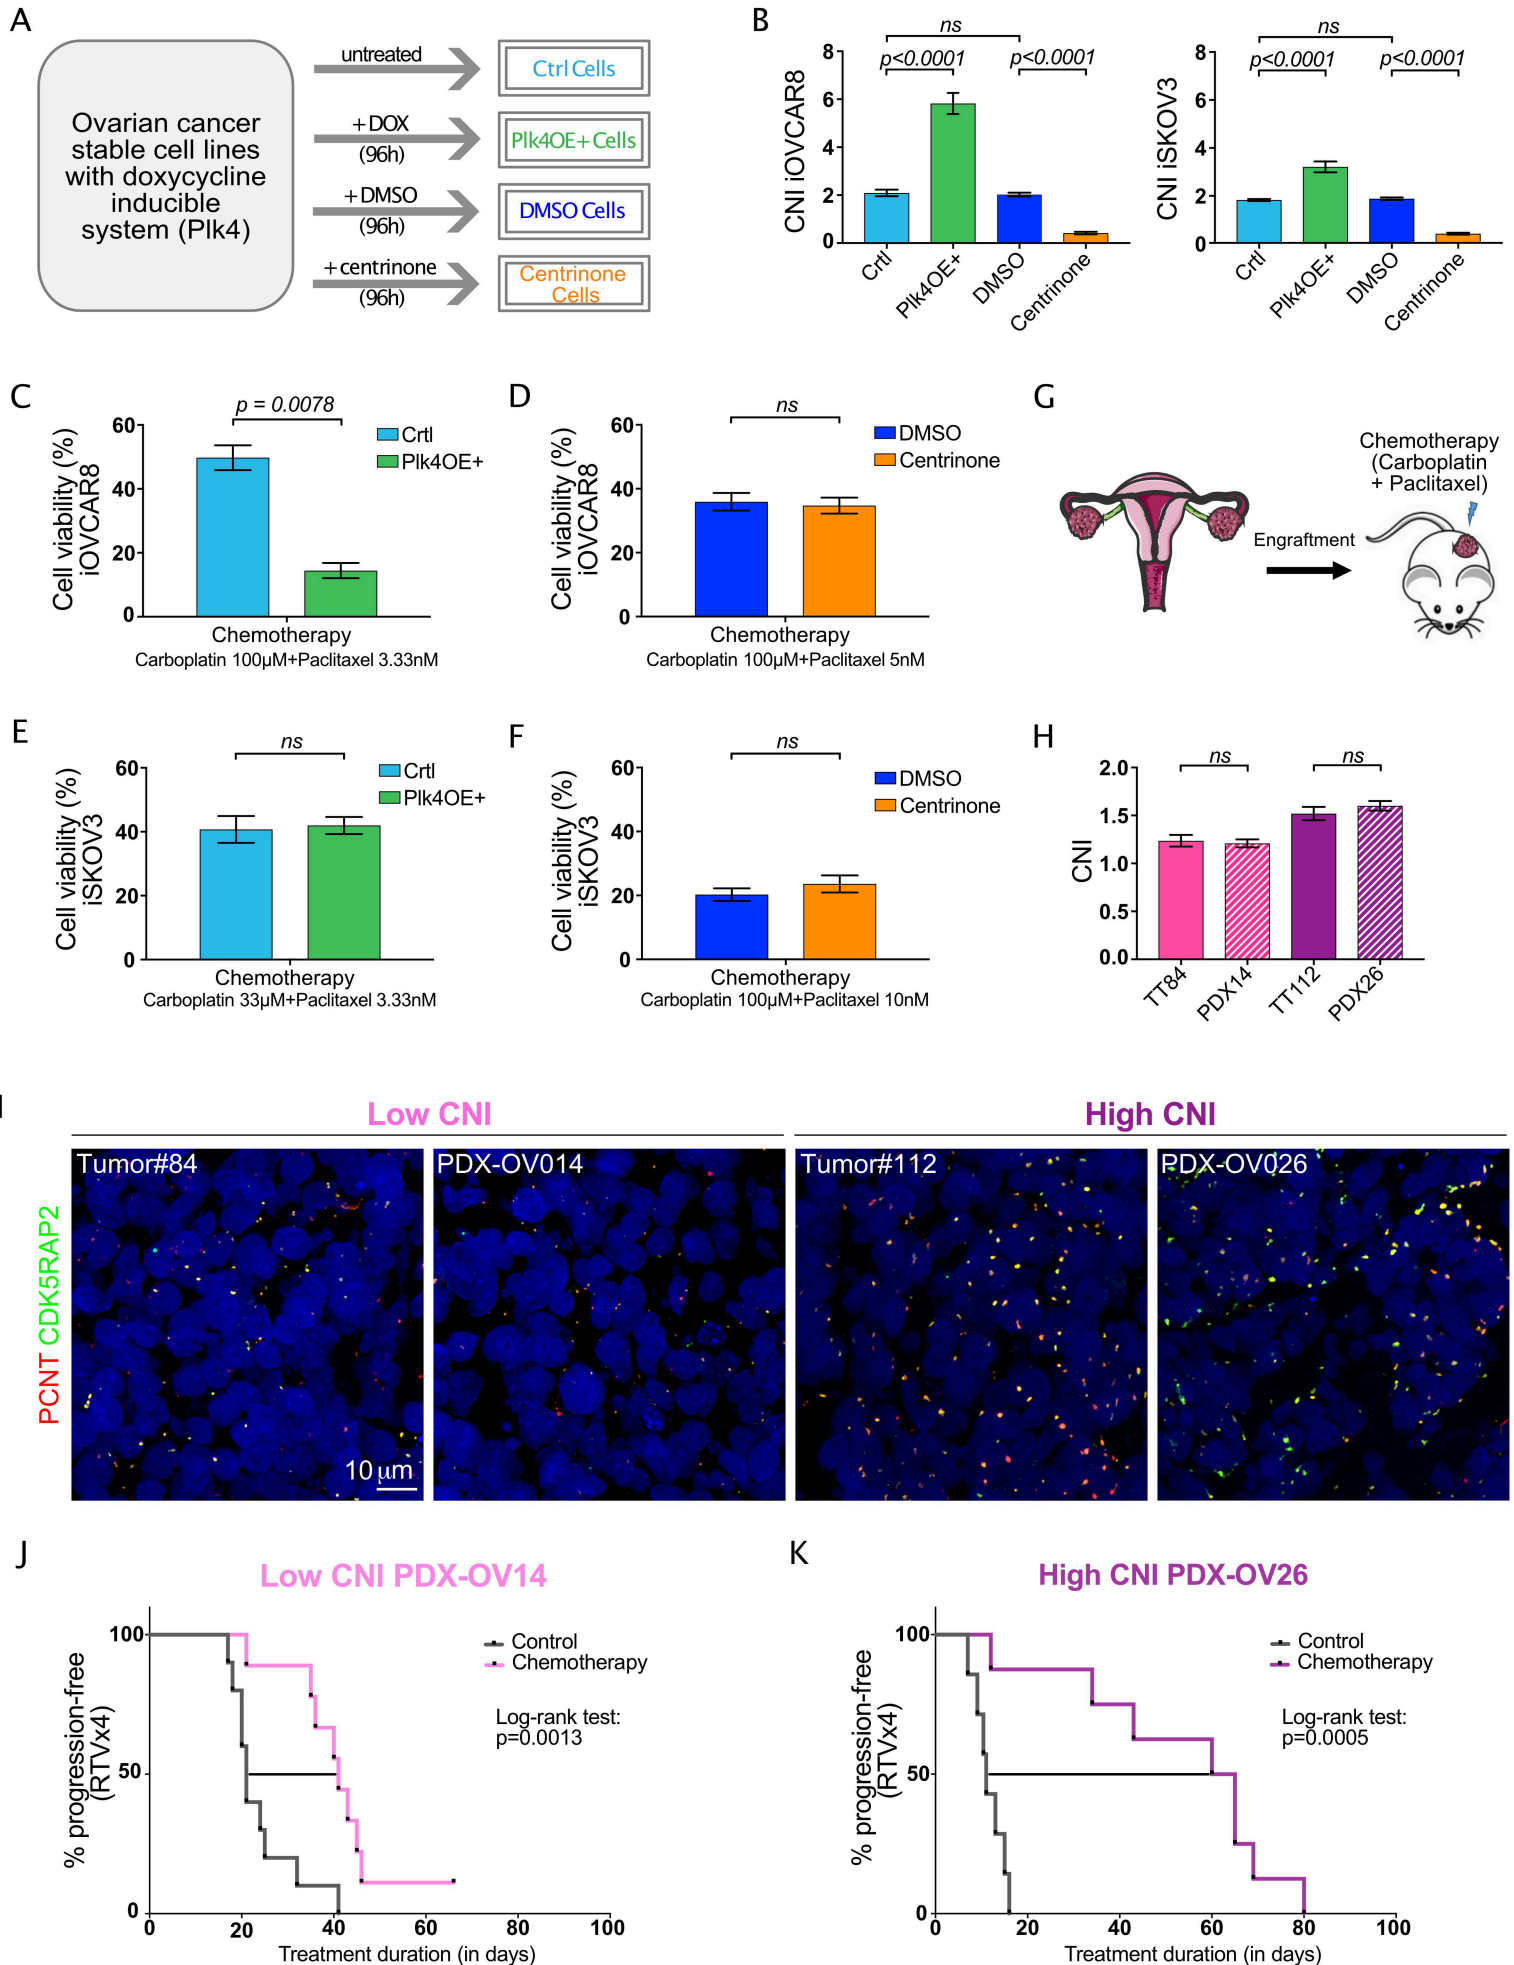 A
Ovarian cancer
stable cell lines
with doxycycline
inducible
system (Plk4)
untreated
Ctrl Cells
+DOX
(96h)
Plk4OE+ Cells
+DMSO
(96h)
DMSO Cells
+centrinone
(96h)
Centrinone
Cells
B
CNI iOVCAR8
8
6
4
2
0
ns
p<0.0001
p<0.0001
Crtl
Plk4OE+
DMSO
Centrinone
CNI iSKOV3
8
6
4
2
0
ns
p<0.0001
p<0.0001
Crtl
Plk4OE+
DMSO
Centrinone
C
Cell viability (%)
iOVCAR8
60
40
20
0
p = 0.0078
Crtl
Plk4OE+
Chemotherapy
Carboplatin 100µM+Paclitaxel 3.33nM
D
Cell viability (%)
iOVCAR8
60
40
20
0
ns
DMSO
Centrinone
Chemotherapy
Carboplatin 100µM+Paclitaxel 5nM
G
Engraftment
Chemotherapy
(Carboplatin
+ Paclitaxel)
E
Cell viability (%)
iSKOV3
60
40
20
0
ns
Crtl
Plk4OE+
Chemotherapy
Carboplatin 33µM+Paclitaxel 3.33nM
F
Cell viability (%)
iSKOV3
60
40
20
0
ns
DMSO
Centrinone
Chemotherapy
Carboplatin 100µM+Paclitaxel 10nM
H
CNI
2.0
1.5
1.0
0.5
0.0
ns
ns
TT84
PDX14
TT112
PDX26
I
Low CNI
High CNI
PCNT CDK5RAP2
Tumor#84
10 µm
PDX-OV014
Tumor#112
PDX-OV026
J
Low CNI PDX-OV14
% progression-free
(RTVx4)
100
50
0
Control
Chemotherapy
Log-rank test:
p=0.0013
0 20 40 60 80 100
Treatment duration (in days)
K
High CNI PDX-OV26
% progression-free
(RTVx4)
100
50
0
Control
Chemotherapy
Log-rank test:
p=0.0005
0 20 40 60 80 100
Treatment duration (in days)